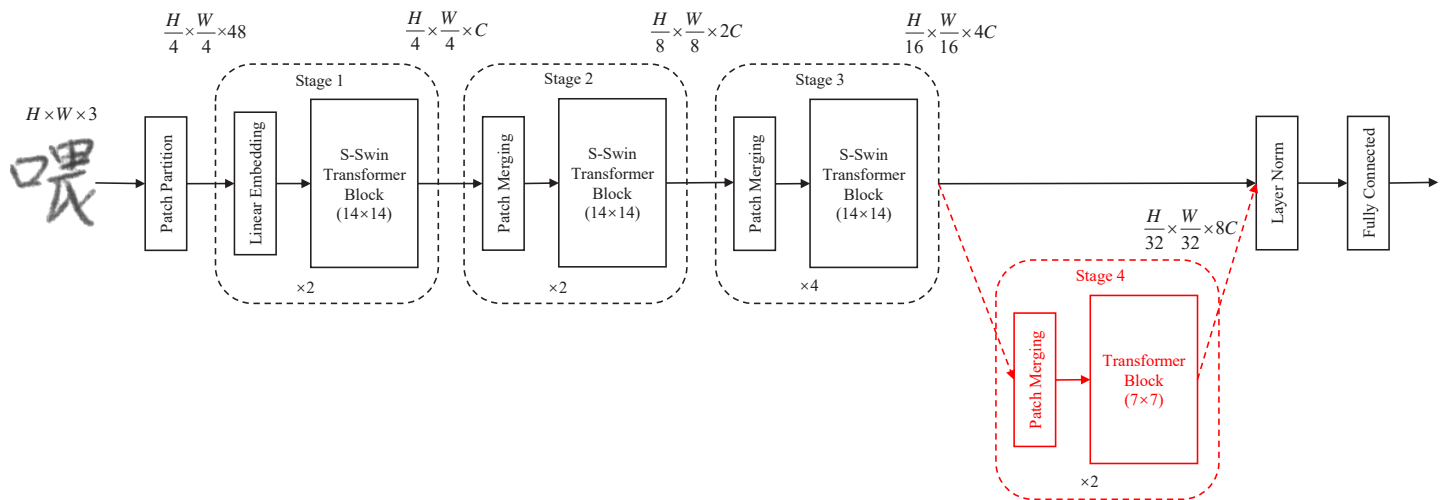 H×W×3
喂
H/4 × W/4 × 48
Patch Partition
Stage 1
Linear Embedding
S-Swin
Transformer
Block
(14×14)
×2
H/4 × W/4 × C
Stage 2
Patch Merging
S-Swin
Transformer
Block
(14×14)
×2
H/8 × W/8 × 2C
Stage 3
Patch Merging
S-Swin
Transformer
Block
(14×14)
×4
H/16 × W/16 × 4C
Stage 4
Patch Merging
Transformer
Block
(7×7)
×2
H/32 × W/32 × 8C
Layer Norm
Fully Connected